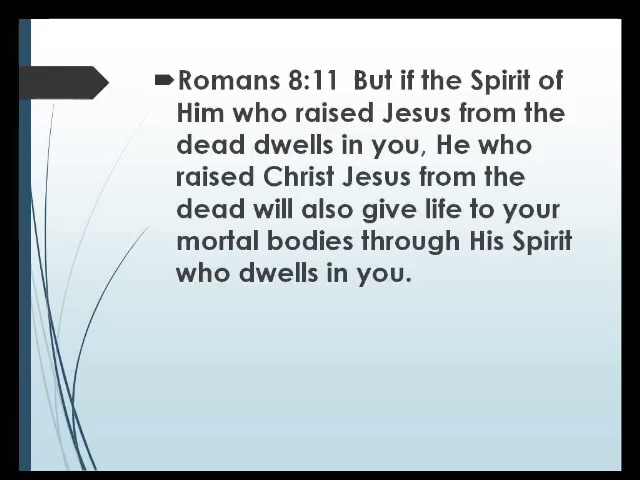 Romans 8:11  But if the Spirit of
Him who raised Jesus from the
dead dwells in you, He who
raised Christ Jesus from the
dead will also give life to your
mortal bodies through His Spirit
who dwells in you.